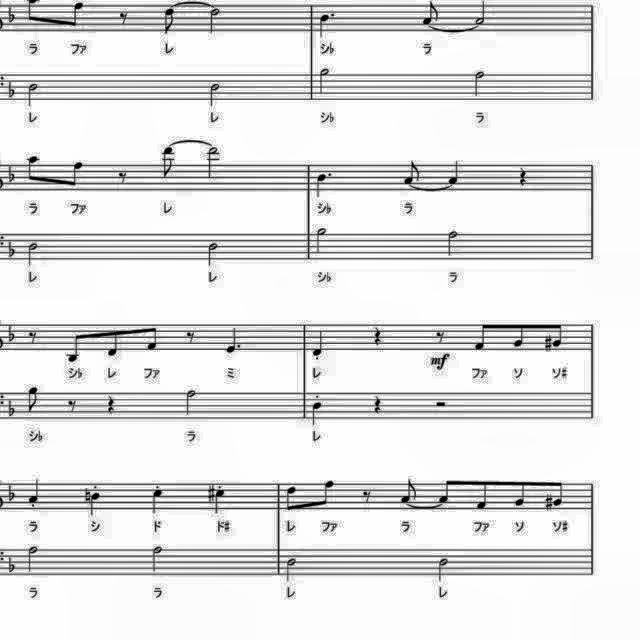 ラ ファ レ シ♭ ラ
レ レ シ♭ ラ
ラ ファ レ シ♭ ラ
レ レ シ♭ ラ
mf
シ♭ レ ファ ミ レ ファ ソ ソ#
シ♭ ラ レ
ラ シ ド ド# レ ファ ラ ファ ソ ソ#
ラ ラ レ レ